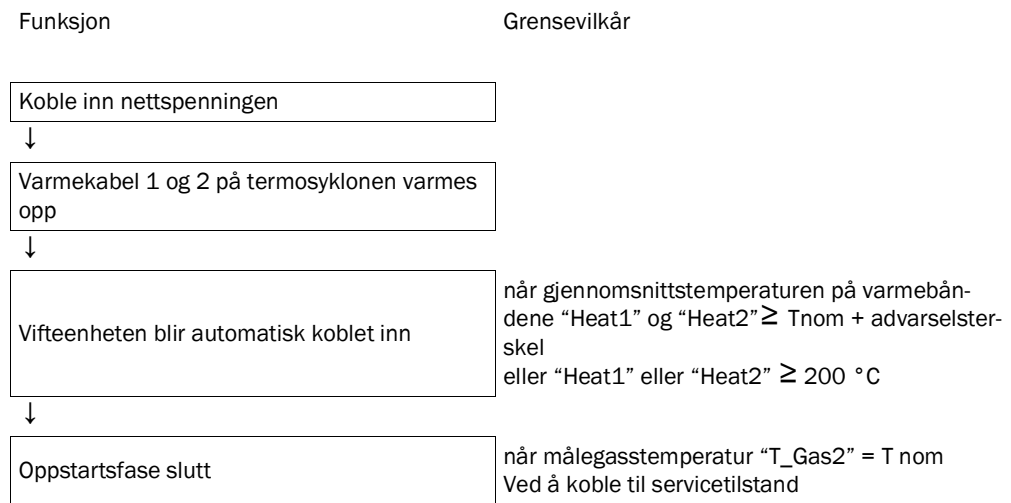 Funksjon
Grensevilkår
Koble inn nettspenningen
↓
Varmekabel 1 og 2 på termosyklonen varmes
opp
↓
Vifteenheten blir automatisk koblet inn
når gjennomsnittstemperaturen på varmebån-
dene “Heat1” og “Heat2”≥ Tnom + advarselster-
skel
eller “Heat1” eller “Heat2” ≥ 200 °C
↓
Oppstartsfase slutt
når målegasstemperatur “T_Gas2” = T nom
Ved å koble til servicetilstand